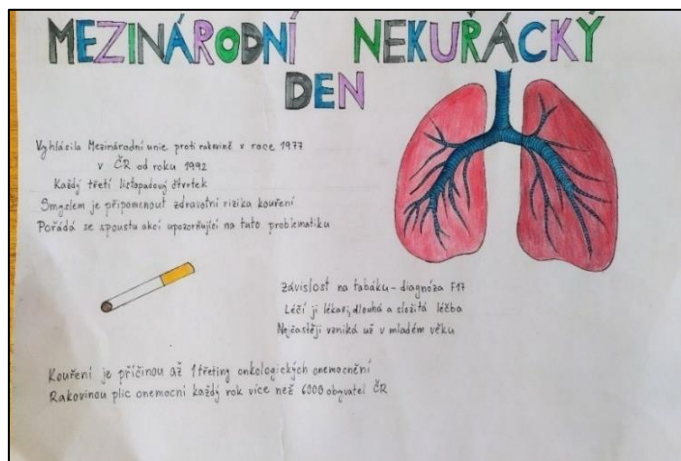 MEZINÁRODNÍ NEKUŘÁCKÝ
DEN
Vyhlásila Mezinárodní unie proti rakovině v roce 1977
v ČR od roku 1992
Každý třetí listopadový čtvrtek
Smyslem je připomenout zdravotní rizika kouření
Pořádá se spoustu akcí upozorňující na tuto problematiku
závislost na tabáku - diagnóza F17
Léčí ji lékaři, dlouhá a složitá léčba
Nejčastěji vzniká už v mladém věku
Kouření je příčinou až 1 třetiny onkologických onemocnění
Rakovinou plic onemocní každý rok více než 6000 obyvatel ČR